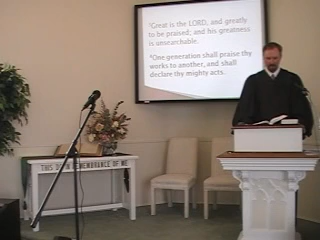 ³Great is the LORD, and greatly
to be praised; and his greatness
is unsearchable.
⁴One generation shall praise thy
works to another, and shall
declare thy mighty acts.
THIS DO IN REMEMBRANCE OF ME